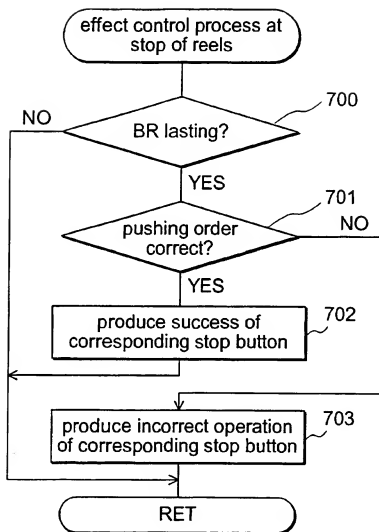 effect control process at
stop of reels
700
NO
BR lasting?
YES
701
NO
pushing order
correct?
YES
702
produce success of
corresponding stop button
703
produce incorrect operation
of corresponding stop button
RET